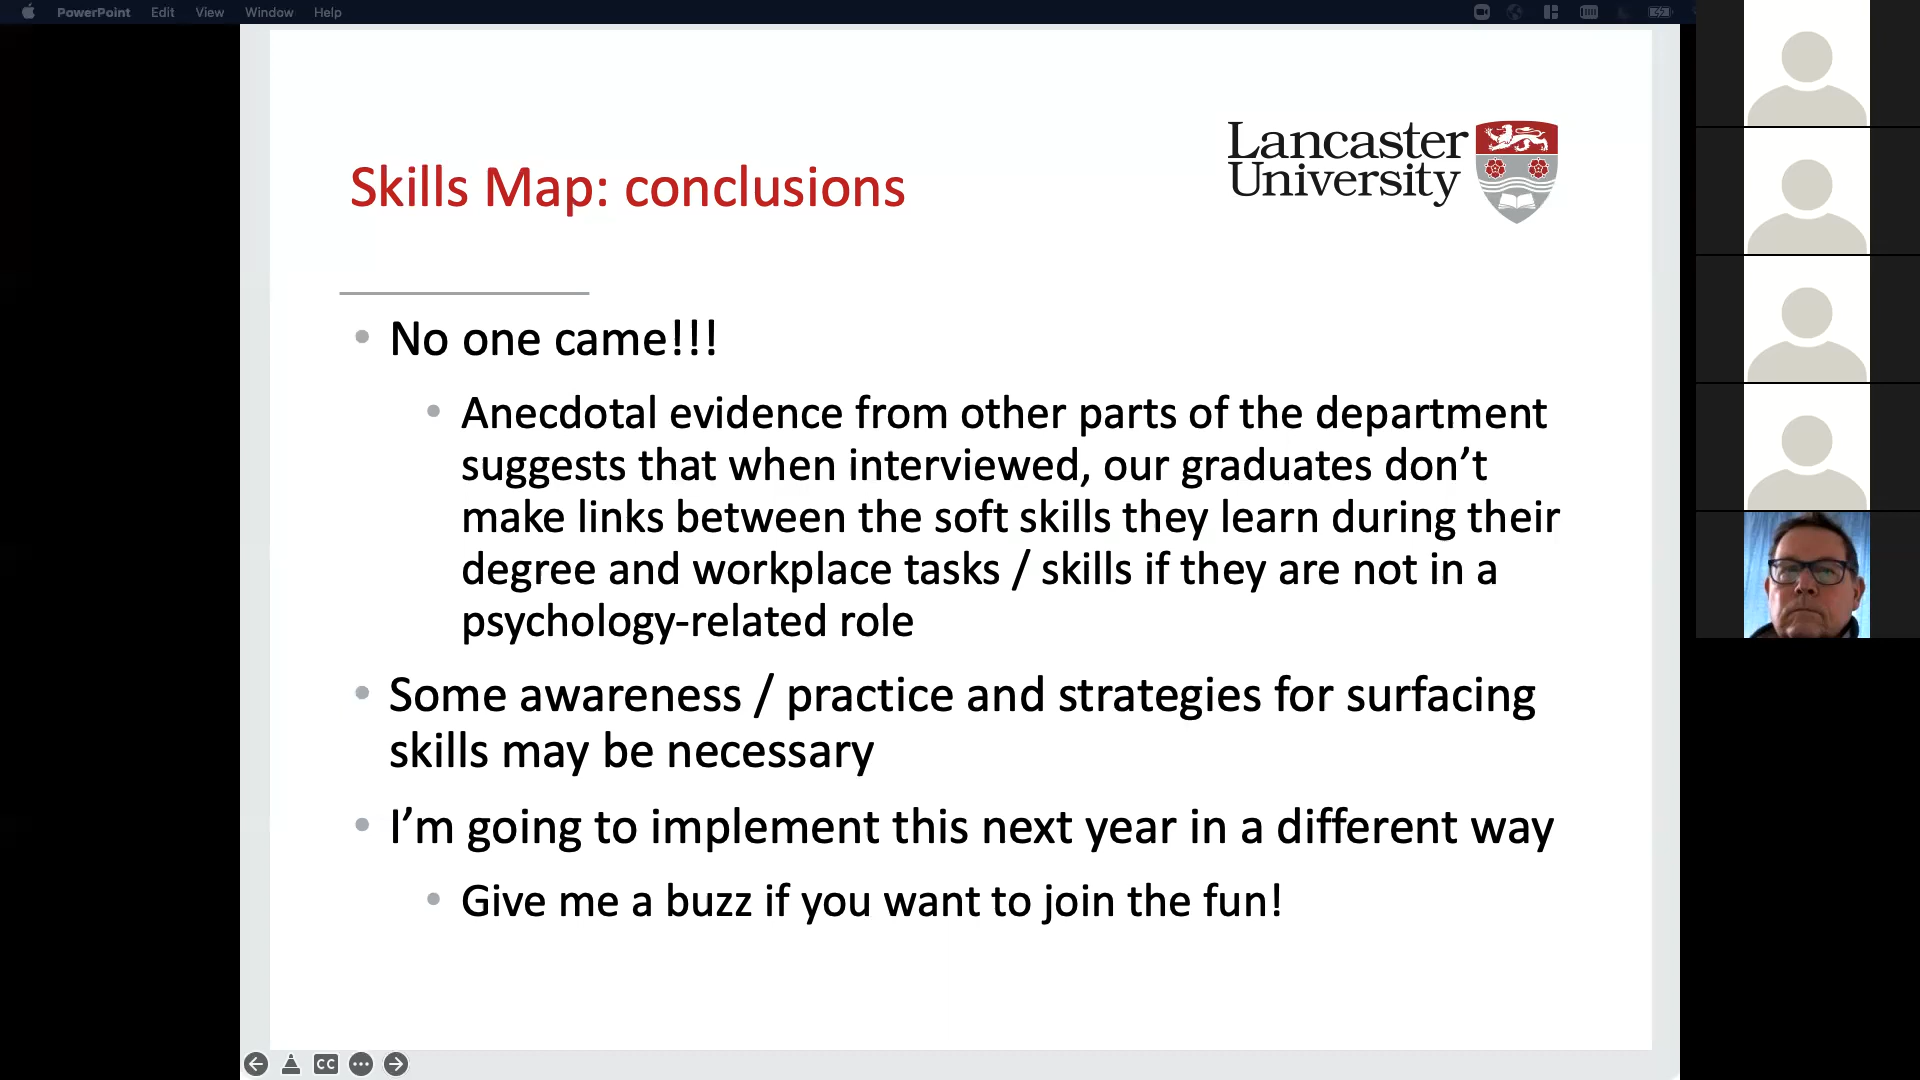 PowerPoint Edit View Window Help
Lancaster
University
Skills Map: conclusions
• No one came!!!
• Anecdotal evidence from other parts of the department
suggests that when interviewed, our graduates don’t
make links between the soft skills they learn during their
degree and workplace tasks / skills if they are not in a
psychology-related role
• Some awareness / practice and strategies for surfacing
skills may be necessary
• I’m going to implement this next year in a different way
• Give me a buzz if you want to join the fun!
CC